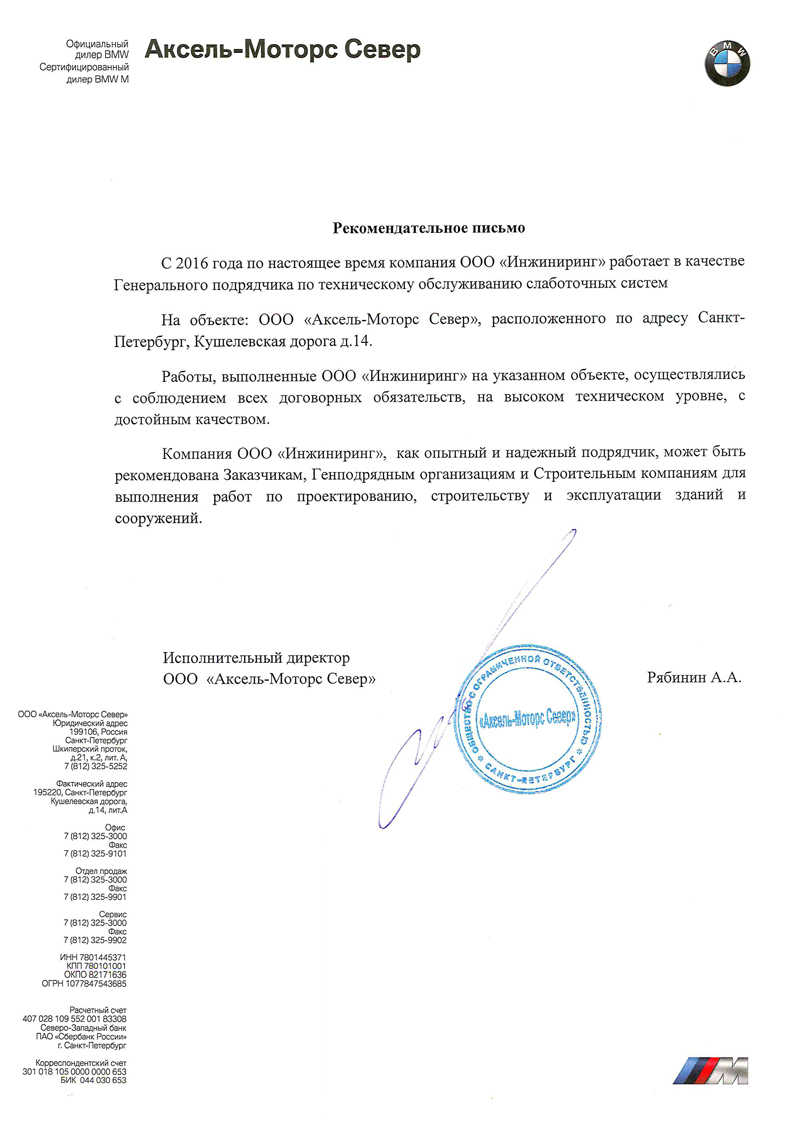 Официальный
дилер BMW
Сертифицированный
дилер BMW M
Аксель-Моторс Север
BMW
Рекомендательное письмо
С 2016 года по настоящее время компания ООО «Инжиниринг» работает в качестве
Генерального подрядчика по техническому обслуживанию слаботочных систем
На объекте: ООО «Аксель-Моторс Север», расположенного по адресу Санкт-
Петербург, Кушелевская дорога д.14.
Работы, выполненные ООО «Инжиниринг» на указанном объекте, осуществлялись
с соблюдением всех договорных обязательств, на высоком техническом уровне, с
достойным качеством.
Компания ООО «Инжиниринг», как опытный и надежный подрядчик, может быть
рекомендована Заказчикам, Генподрядным организациям и Строительным компаниям для
выполнения работ по проектированию, строительству и эксплуатации зданий и
сооружений.
Исполнительный директор
ООО «Аксель-Моторс Север»
Рябинин А.А.
ОБЩЕСТВО С ОГРАНИЧЕННОЙ ОТВЕТСТВЕННОСТЬЮ
«Аксель-Моторс Север»
САНКТ-ПЕТЕРБУРГ
ООО «Аксель-Моторс Север»
Юридический адрес
199106, Россия
Санкт-Петербург
Шкиперский проток,
д.21, к.2, лит. А,
7 (812) 325-5252
Фактический адрес
195220, Санкт-Петербург
Кушелевская дорога,
д.14, лит.А
Офис
7 (812) 325-3000
Факс
7 (812) 325-9101
Отдел продаж
7 (812) 325-3000
Факс
7 (812) 325-9901
Сервис
7 (812) 325-3000
Факс
7 (812) 325-9902
ИНН 7801445371
КПП 780101001
ОКПО 82171636
ОГРН 1077847543685
Расчетный счет
407 028 109 552 001 83308
Северо-Западный банк
ПАО «Сбербанк России»
г. Санкт-Петербург
Корреспондентский счет
301 018 105 0000 0000 653
БИК 044 030 653
M